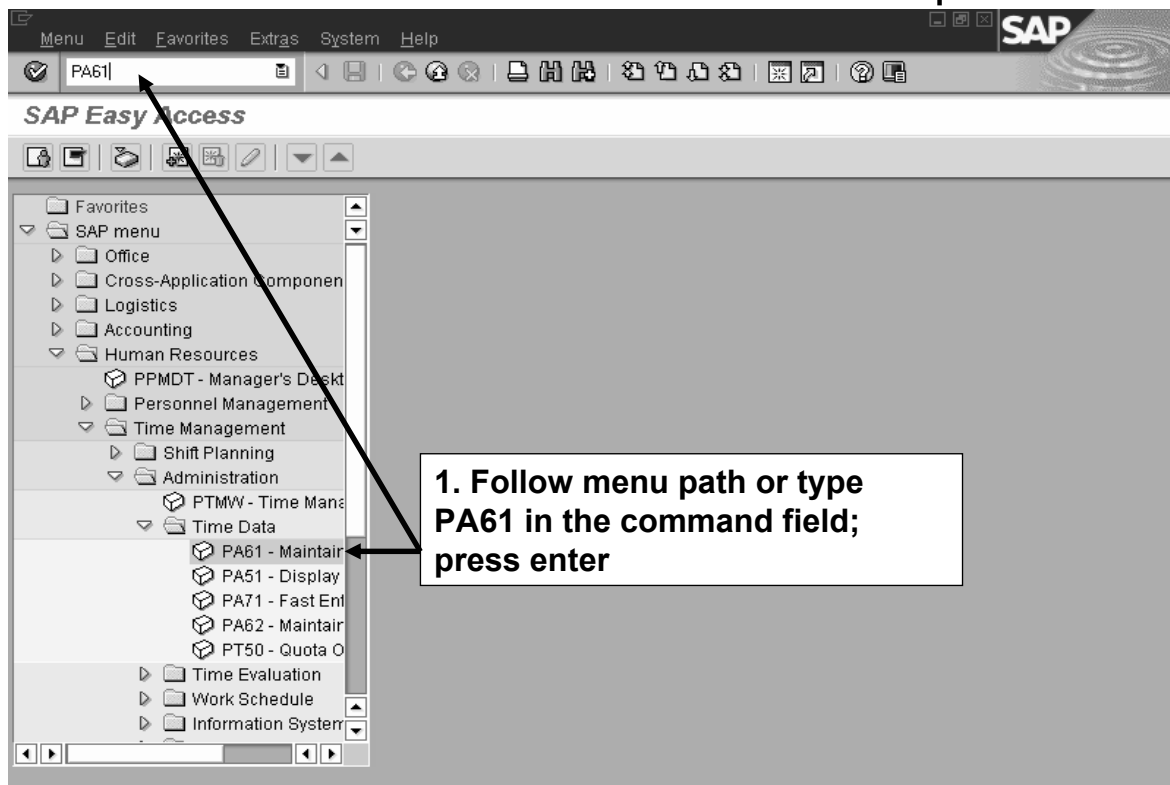 Menu Edit Favorites Extras System Help
SAP
PA61
SAP Easy Access
Favorites
SAP menu
Office
Cross-Application Componen
Logistics
Accounting
Human Resources
PPMDT - Manager's Deskt
Personnel Management
Time Management
Shift Planning
Administration
PTMW - Time Mana
Time Data
PA61 - Maintain
PA51 - Display
PA71 - Fast Ent
PA62 - Maintain
PT50 - Quota O
Time Evaluation
Work Schedule
Information System
1. Follow menu path or type
PA61 in the command field;
press enter